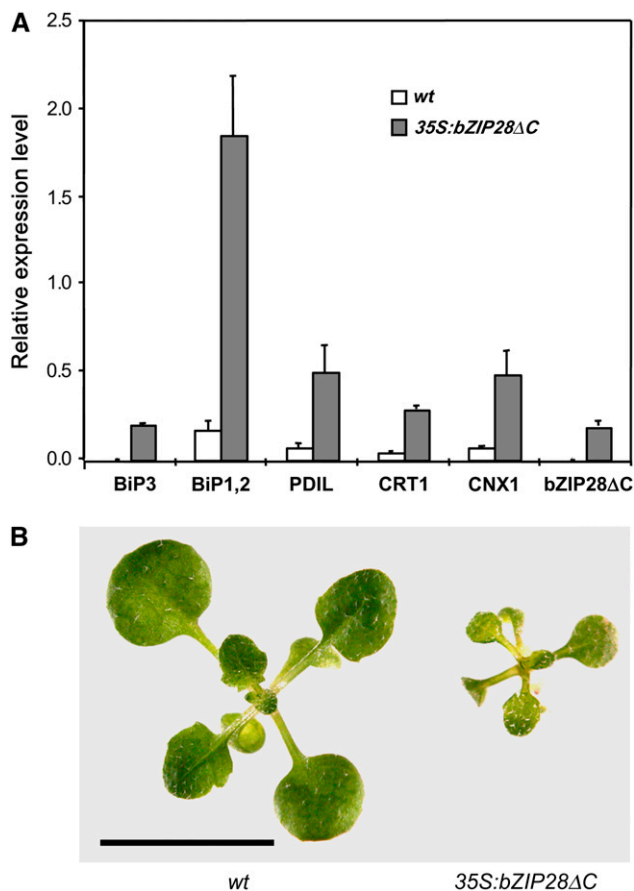 A
Relative expression level
2.5
2.0
1.5
1.0
0.5
0.0
wt
35S:bZIP28ΔC
BiP3 BiP1,2 PDIL CRT1 CNX1 bZIP28ΔC
B
wt 35S:bZIP28ΔC